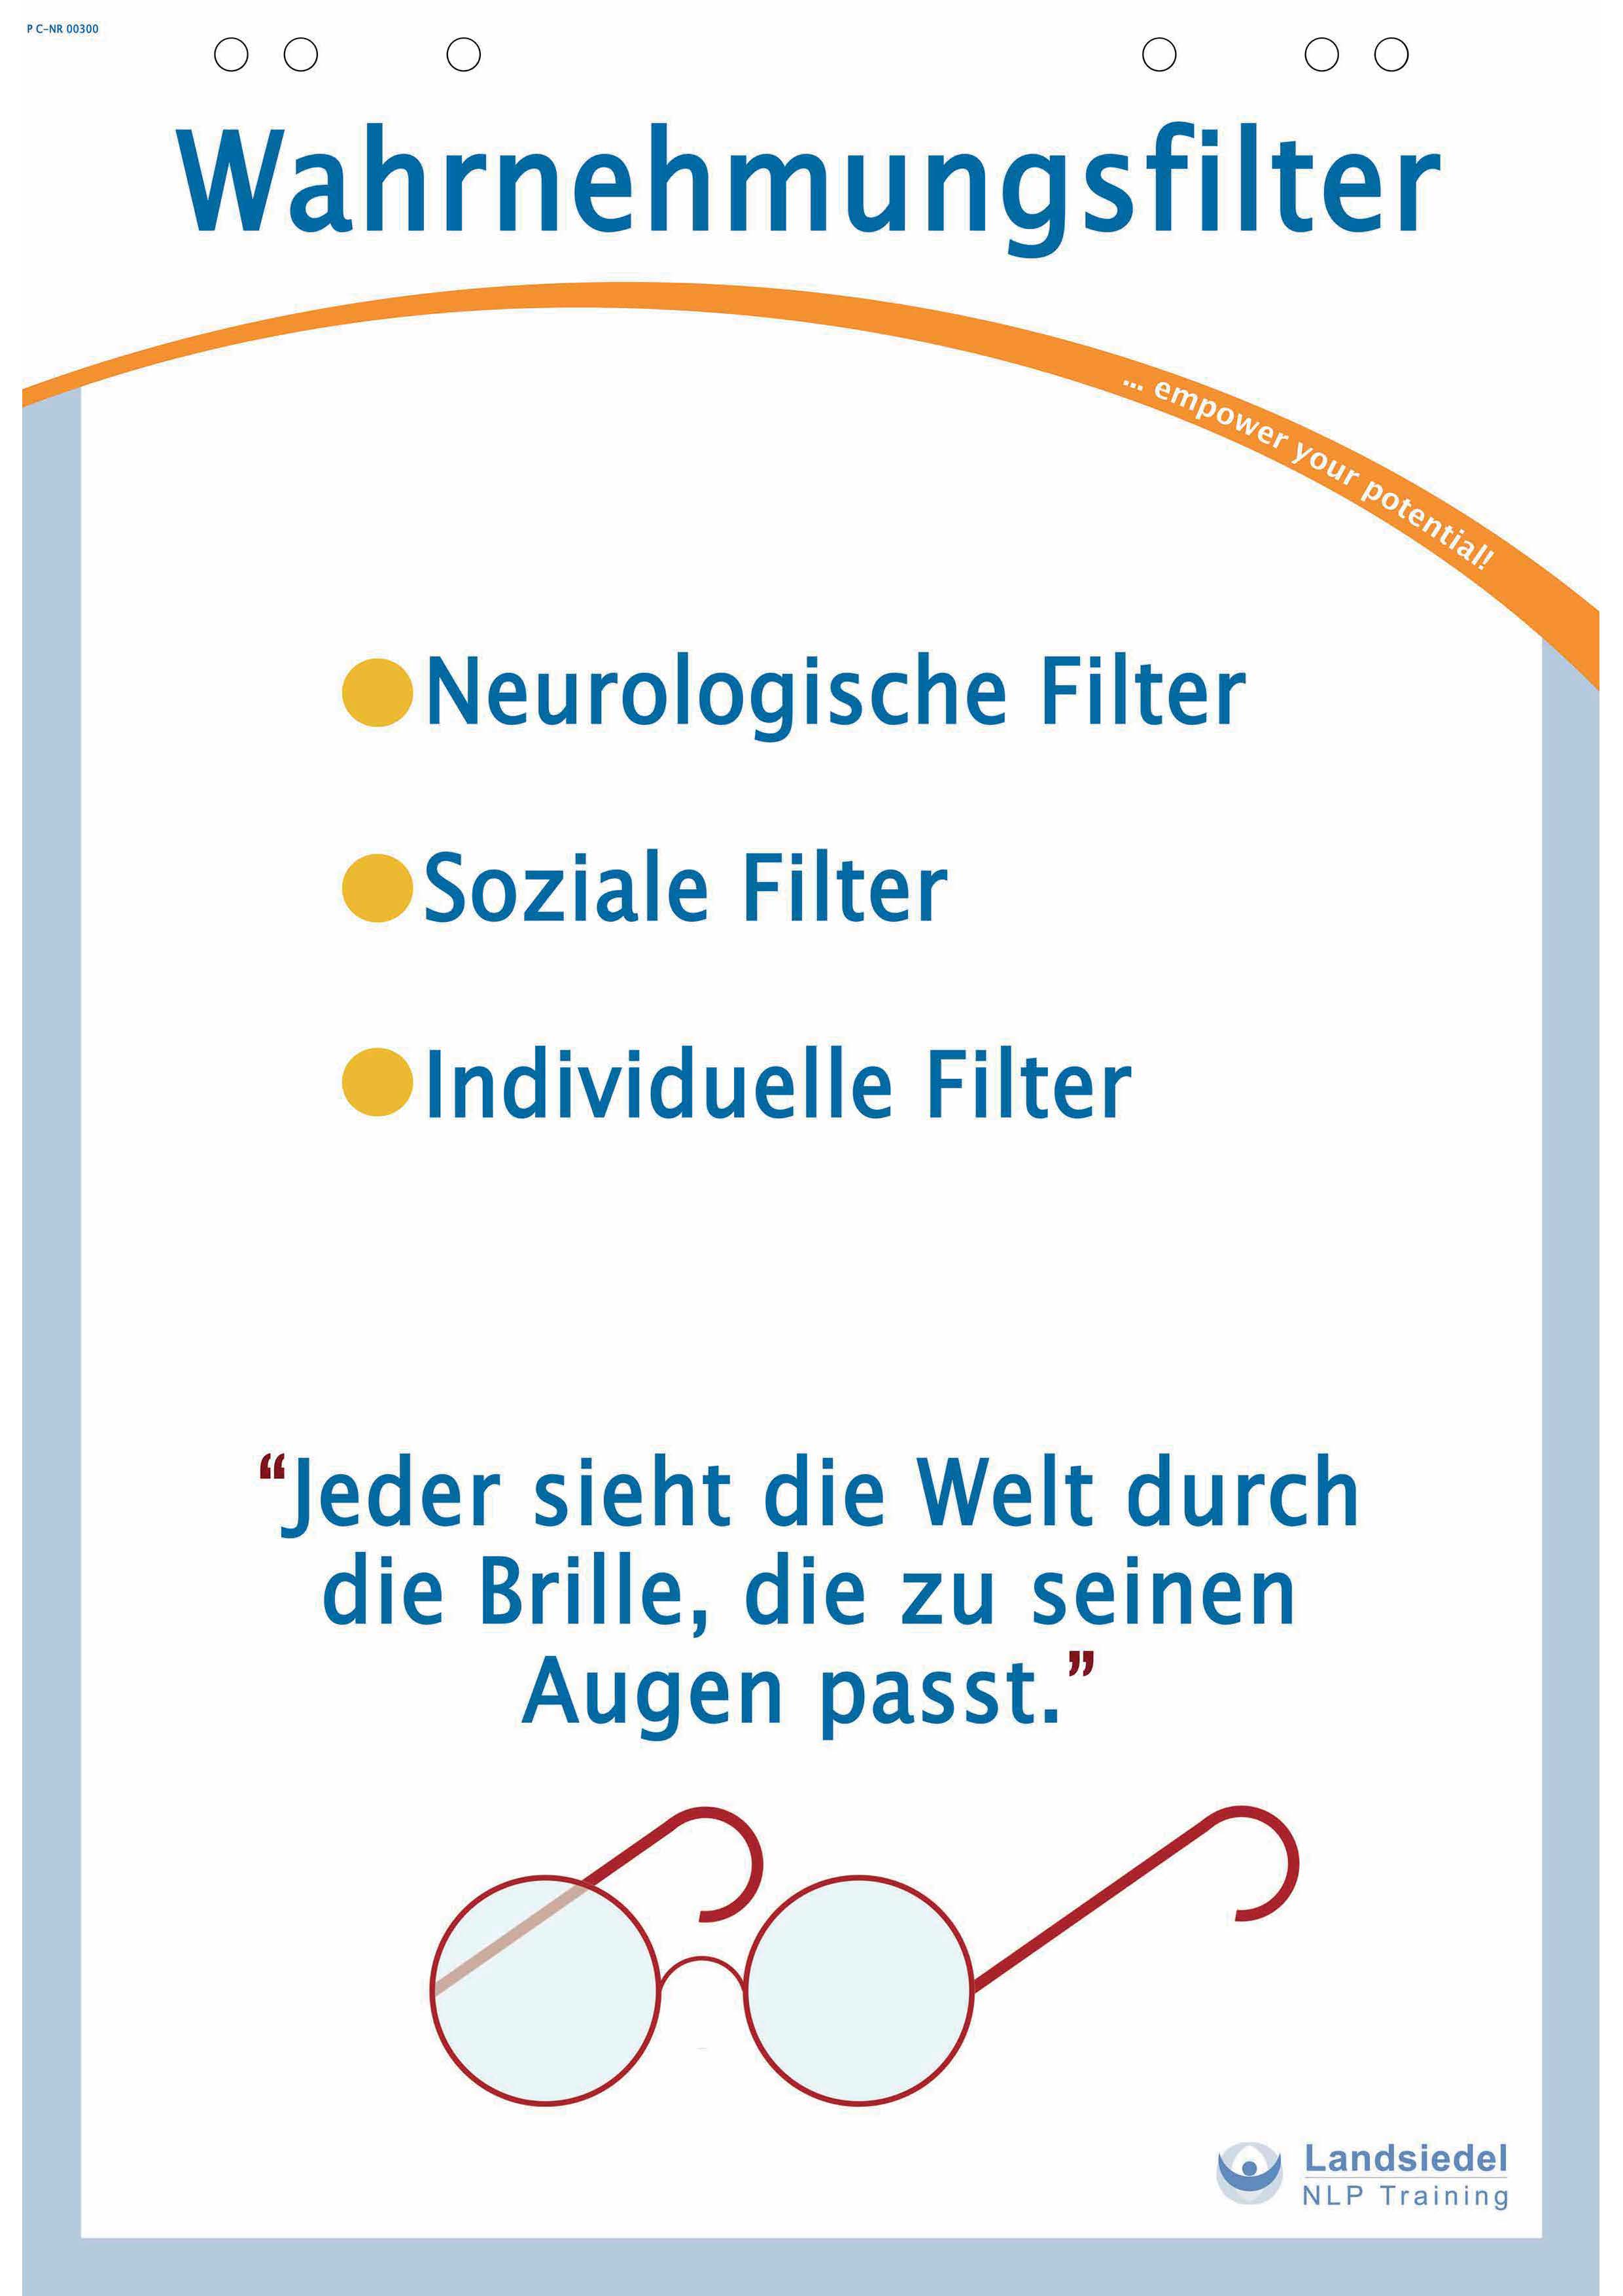 P C-NR 00300
Wahrnehmungsfilter
... empower your potential!
Neurologische Filter
Soziale Filter
Individuelle Filter
“Jeder sieht die Welt durch
die Brille, die zu seinen
Augen passt.”
Landsiedel
NLP Training